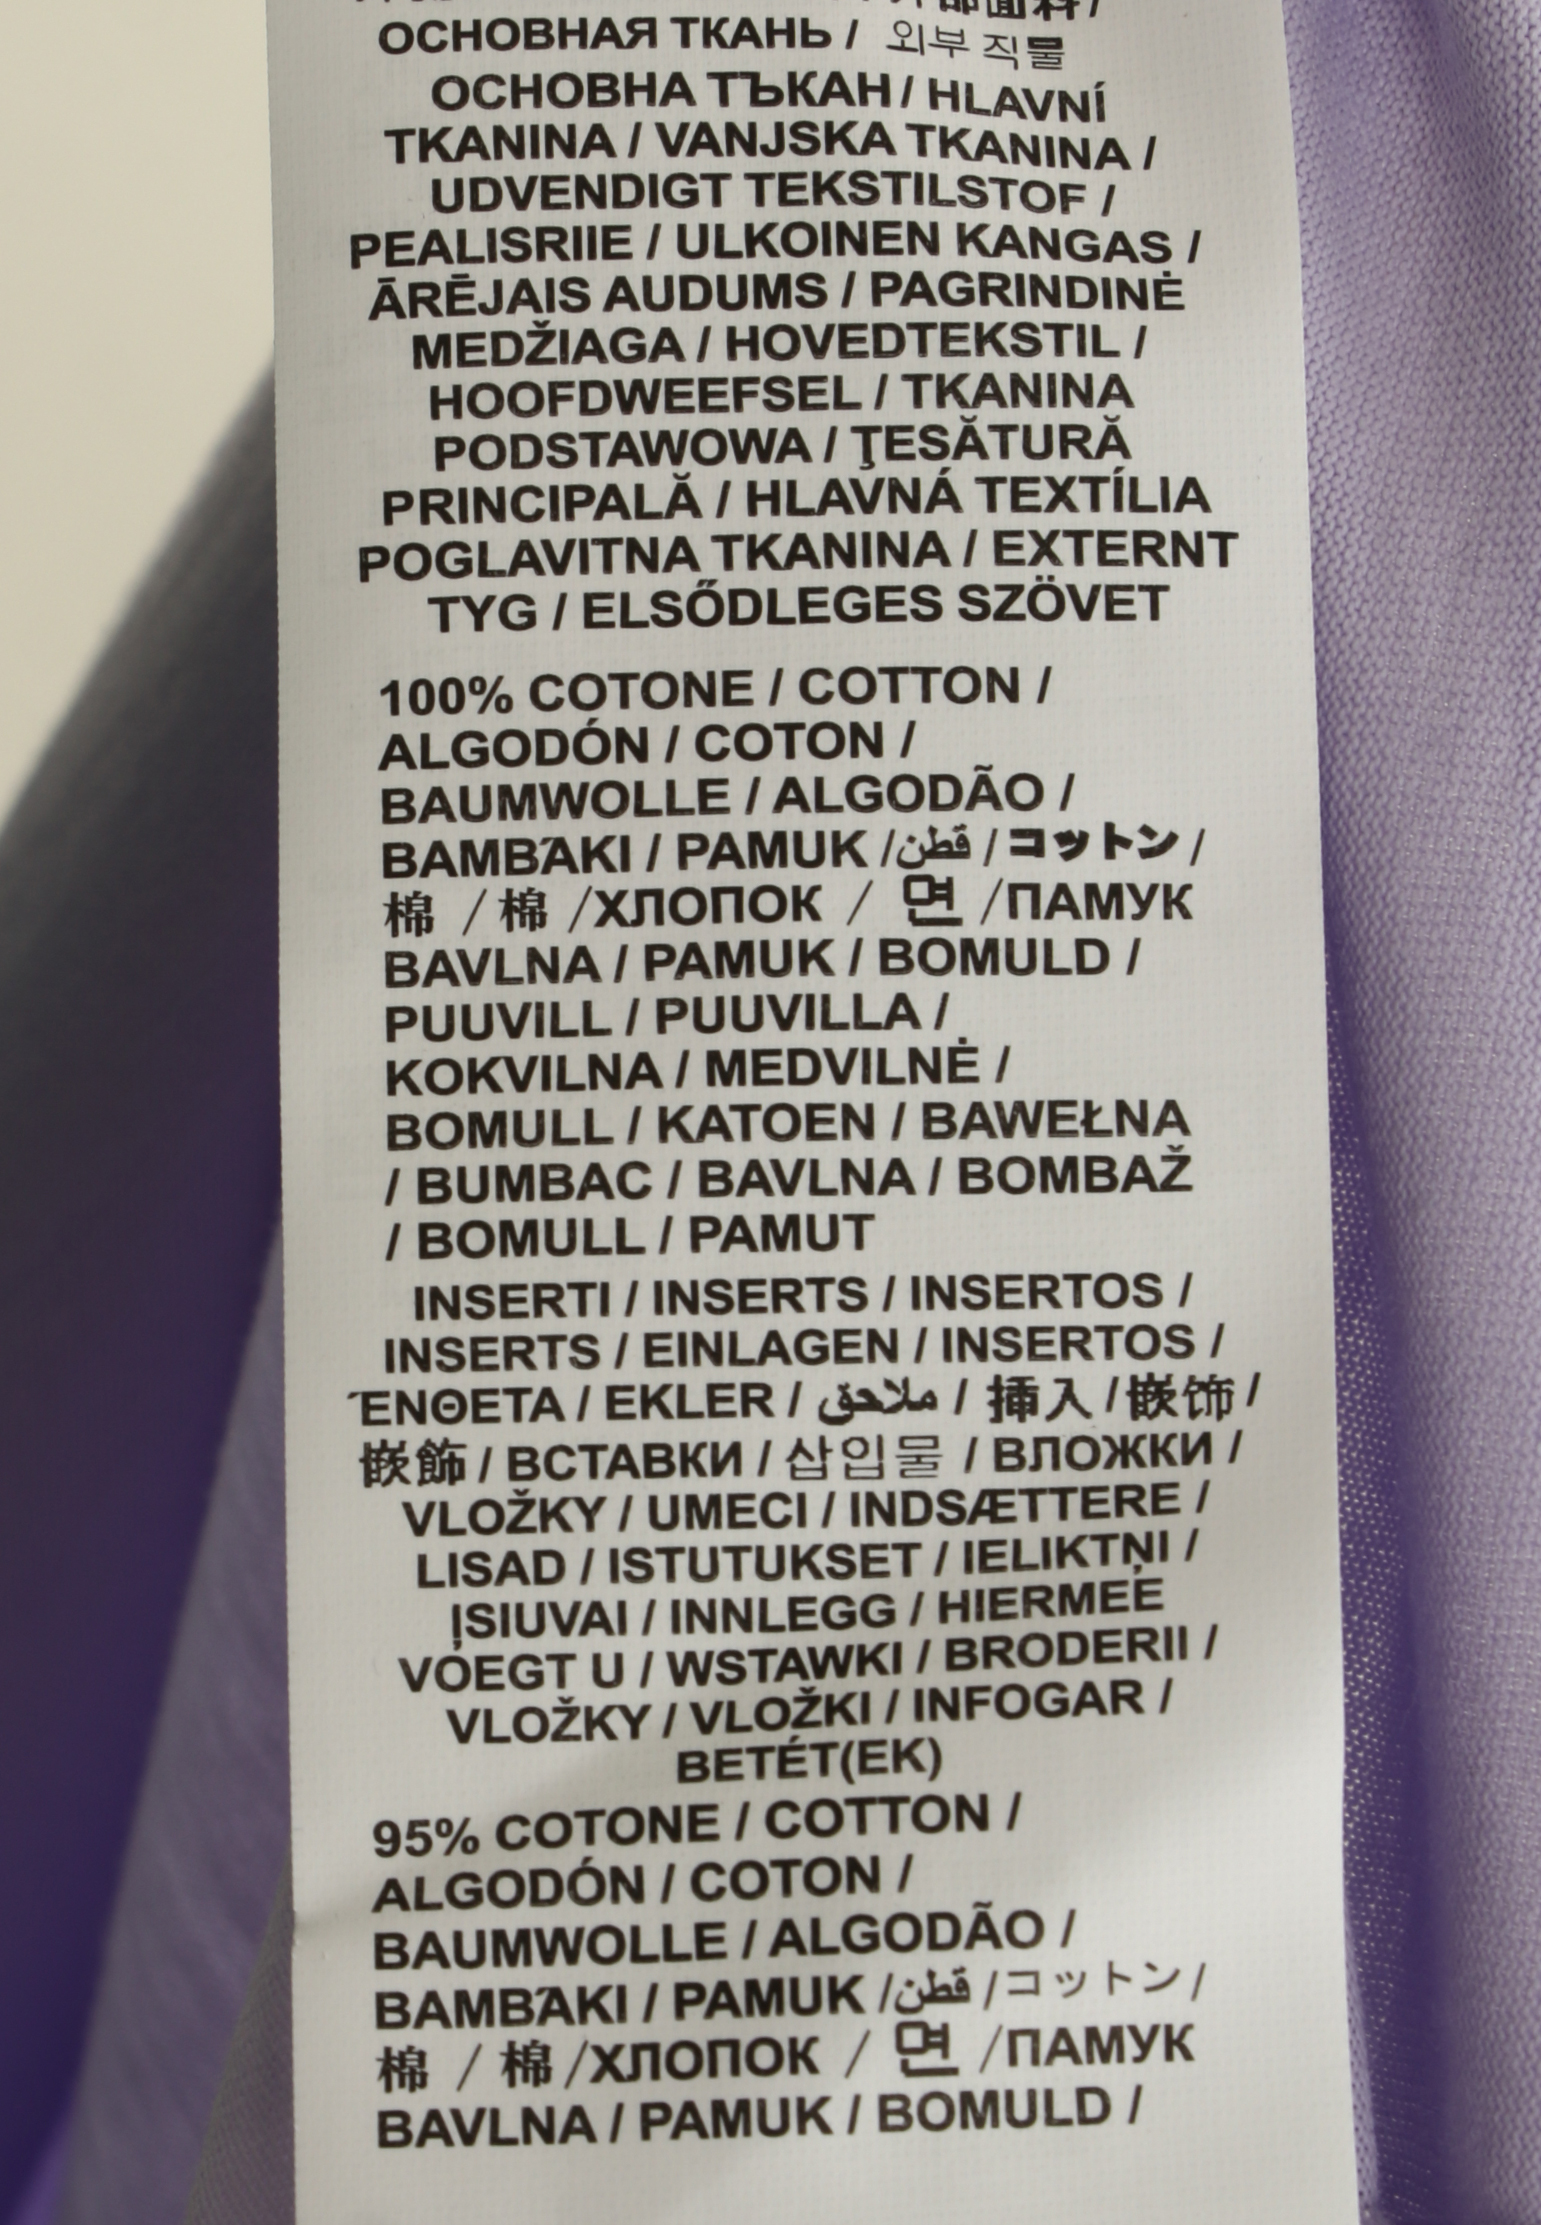 部面料/
ОСНОВНАЯ ТКАНЬ / 외부 직물
ОСНОВНА ТЪКАН / HLAVNÍ
TKANINA / VANJSKA TKANINA /
UDVENDIGT TEKSTILSTOF /
PEALISRIIE / ULKOINEN KANGAS /
ĀRĒJAIS AUDUMS / PAGRINDINĖ
MEDŽIAGA / HOVEDTEKSTIL /
HOOFDWEEFSEL / TKANINA
PODSTAWOWA / ŢESĂTURĂ
PRINCIPALĂ / HLAVNÁ TEXTÍLIA
POGLAVITNA TKANINA / EXTERNT
TYG / ELSŐDLEGES SZÖVET
100% COTONE / COTTON /
ALGODÓN / COTON /
BAUMWOLLE / ALGODÃO /
ΒΑΜΒΆΚΙ / PAMUK /قطن / コットン /
棉 / 棉 /ХЛОПОК / 면 /ПАМУК
BAVLNA / PAMUK / BOMULD /
PUUVILL / PUUVILLA /
KOKVILNA / MEDVILNĖ /
BOMULL / KATOEN / BAWEŁNA
/ BUMBAC / BAVLNA / BOMBAŽ
/ BOMULL / PAMUT
INSERTI / INSERTS / INSERTOS /
INSERTS / EINLAGEN / INSERTOS /
ΈΝΘΕΤΑ / EKLER / ملاحق / 挿入 / 嵌饰 /
嵌飾 / ВСТАВКИ / 삽입물 / ВЛОЖКИ /
VLOŽKY / UMECI / INDSÆTTERE /
LISAD / ISTUTUKSET / IELIKTŅI /
ĮSIUVAI / INNLEGG / HIERMEE
VOEGT U / WSTAWKI / BRODERII /
VLOŽKY / VLOŽKI / INFOGAR /
BETÉT(EK)
95% COTONE / COTTON /
ALGODÓN / COTON /
BAUMWOLLE / ALGODÃO /
ΒΑΜΒΆΚΙ / PAMUK /قطن / コットン /
棉 / 棉 /ХЛОПОК / 면 /ПАМУК
BAVLNA / PAMUK / BOMULD /